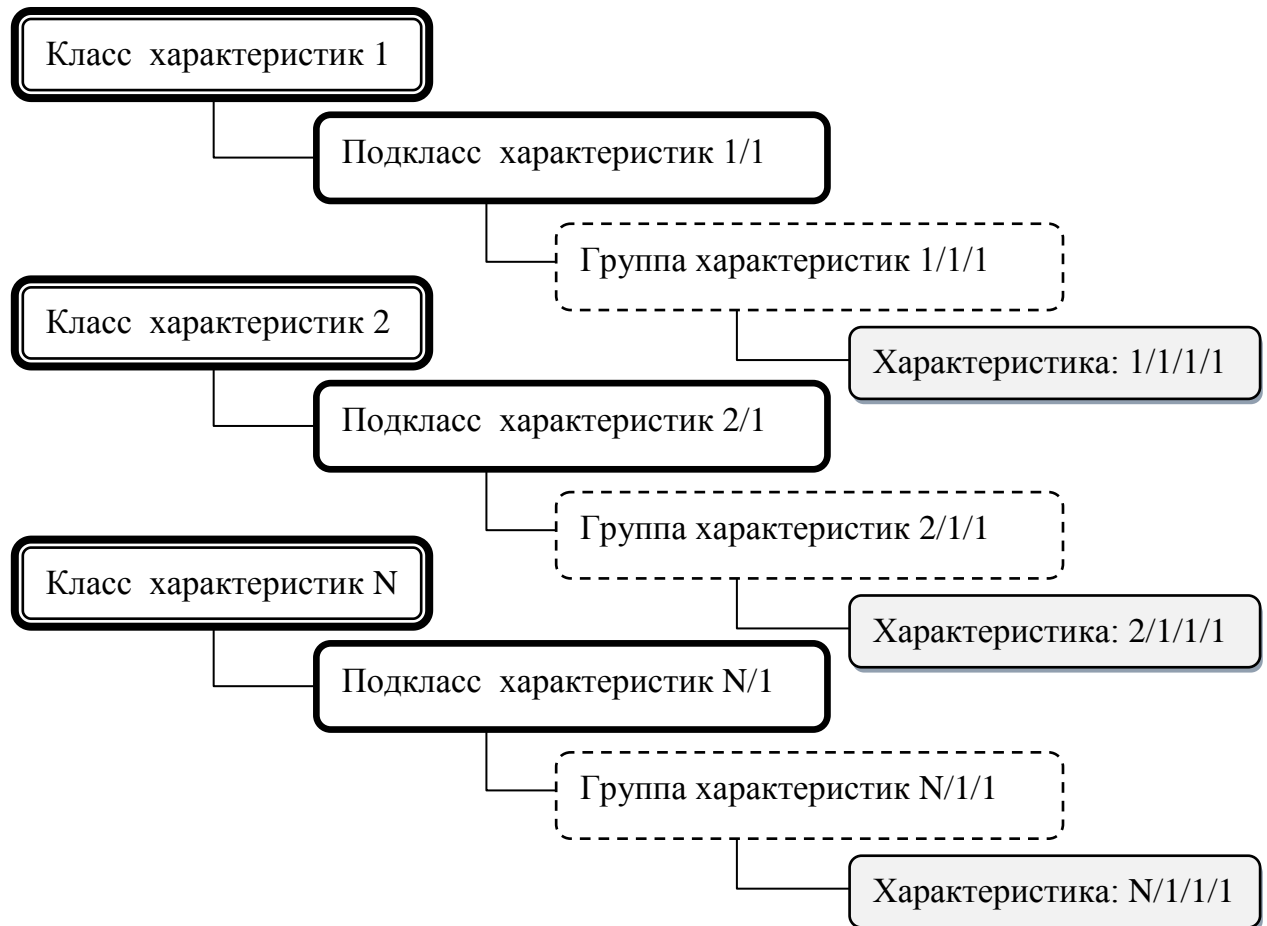 Класс характеристик 1
Подкласс характеристик 1/1
Группа характеристик 1/1/1
Класс характеристик 2
Характеристика: 1/1/1/1
Подкласс характеристик 2/1
Группа характеристик 2/1/1
Класс характеристик N
Характеристика: 2/1/1/1
Подкласс характеристик N/1
Группа характеристик N/1/1
Характеристика: N/1/1/1